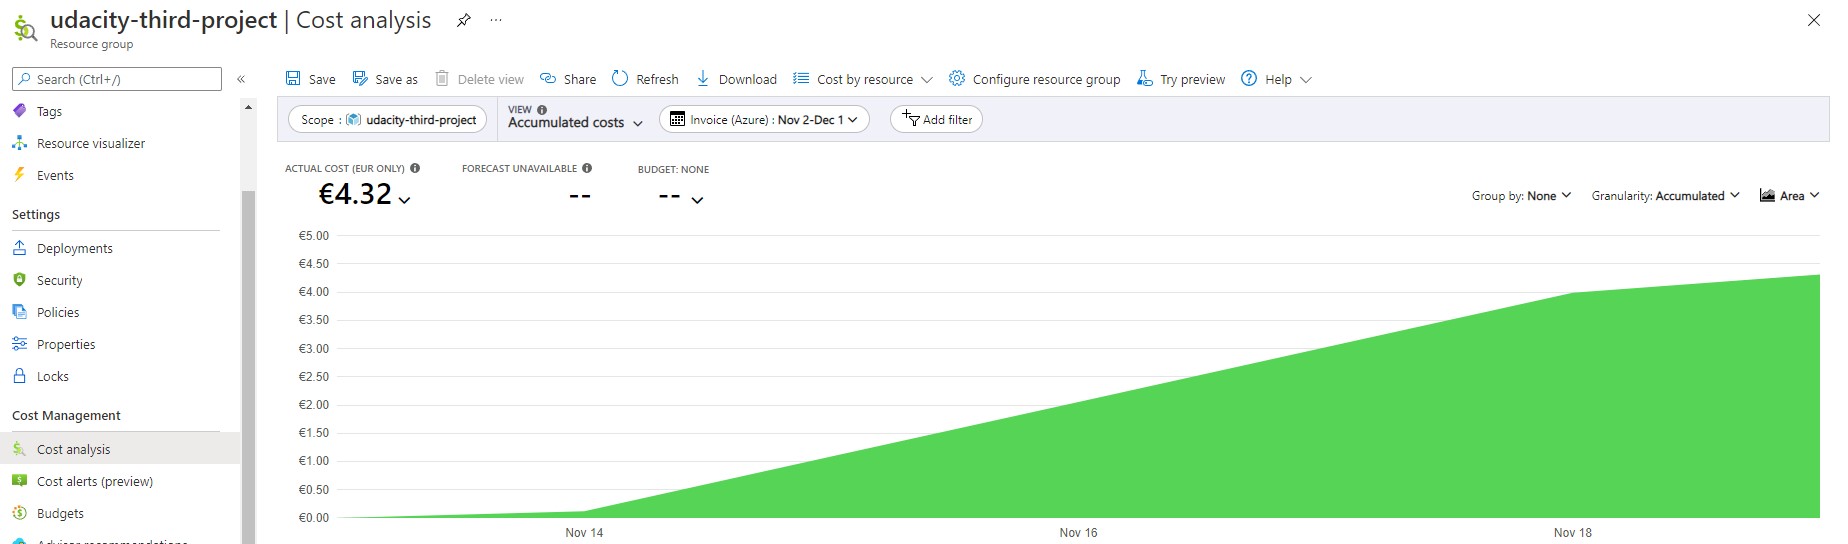 udacity-third-project | Cost analysis
Resource group
Search (Ctrl+/)
Tags
Resource visualizer
Events
Settings
Deployments
Security
Policies
Properties
Locks
Cost Management
Cost analysis
Cost alerts (preview)
Budgets
Advisor recommendations
Save
Save as
Delete view
Share
Refresh
Download
Cost by resource
Configure resource group
Try preview
Help
Scope : udacity-third-project
VIEW
Accumulated costs
Invoice (Azure) : Nov 2-Dec 1
Add filter
ACTUAL COST (EUR ONLY)
€4.32
FORECAST UNAVAILABLE
--
BUDGET: NONE
--
Group by: None
Granularity: Accumulated
Area
€5.00
€4.50
€4.00
€3.50
€3.00
€2.50
€2.00
€1.50
€1.00
€0.50
€0.00
Nov 14
Nov 16
Nov 18